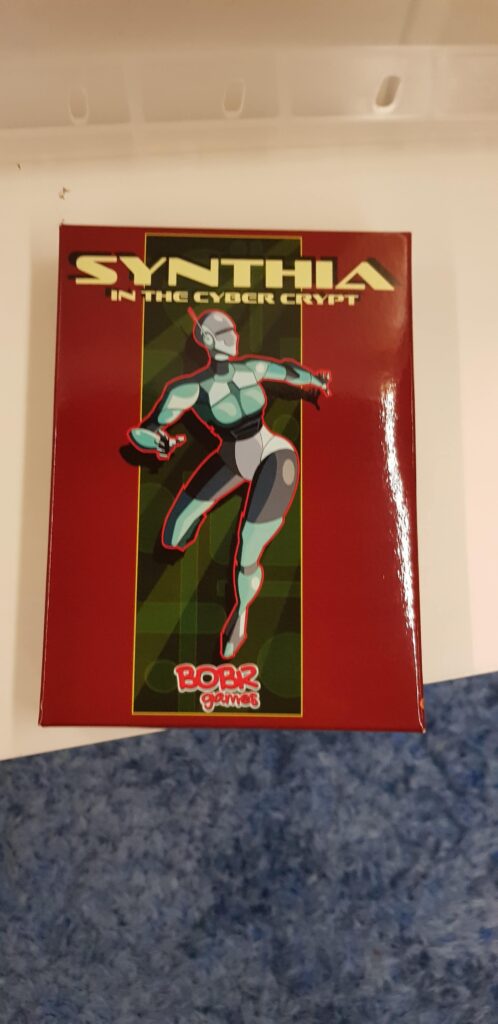 SYNTHIA
IN THE CYBER CRYPT
BOBR
games